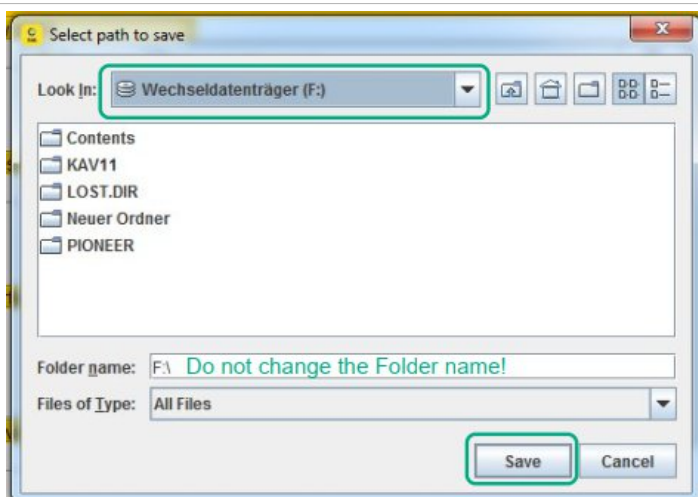 Select path to save
Look In: Wechseldatenträger (F:)
Contents
KAV11
LOST.DIR
Neuer Ordner
PIONEER
Folder name: F:\ Do not change the Folder name!
Files of Type: All Files
Save Cancel